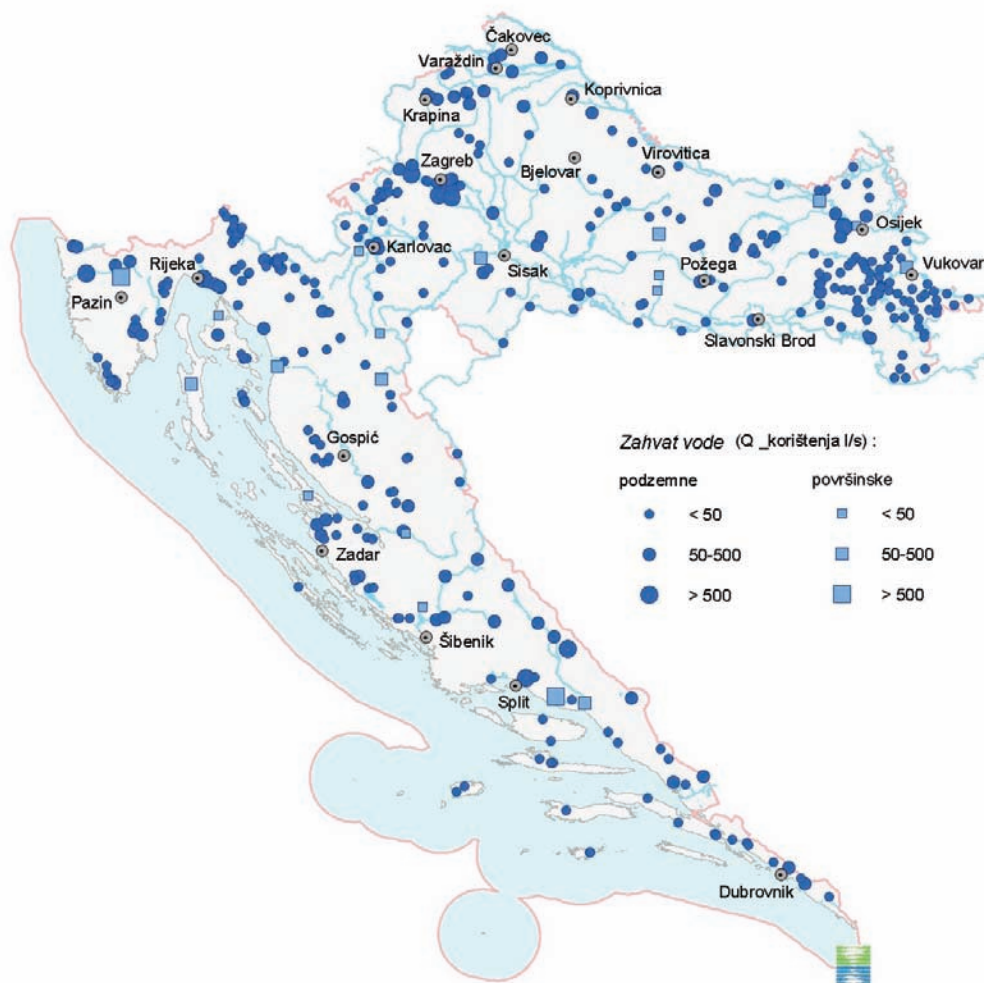 Čakovec
Varaždin
Koprivnica
Krapina
Zagreb
Bjelovar
Virovitica
Osijek
Karlovac
Sisak
Rijeka
Požega
Vukovar
Pazin
Slavonski Brod
Gospić
Zahvat vode (Q _korištenja l/s) :
podzemne površinske
< 50 < 50
50-500 50-500
> 500 > 500
Zadar
Šibenik
Split
Dubrovnik